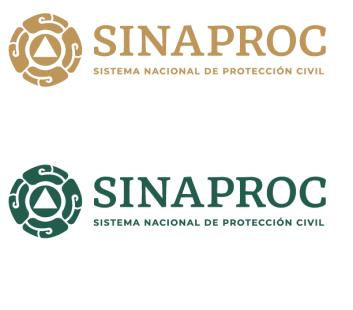 SINAPROC
SISTEMA NACIONAL DE PROTECCIÓN CIVIL
SINAPROC
SISTEMA NACIONAL DE PROTECCIÓN CIVIL